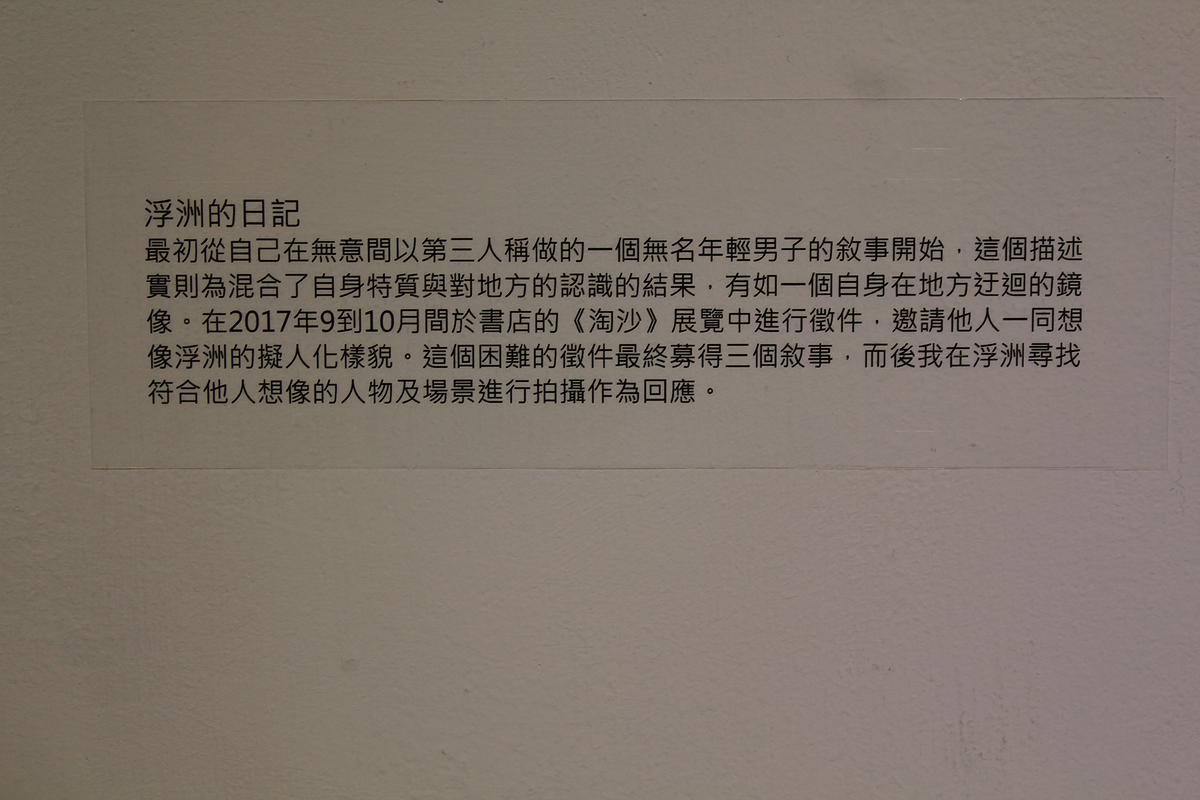 浮洲的日記
最初從自己在無意間以第三人稱做的一個無名年輕男子的敘事開始，這個描述
實則為混合了自身特質與對地方的認識的結果，有如一個自身在地方迂迴的鏡
像。在2017年9到10月間於書店的《淘沙》展覽中進行徵件，邀請他人一同想
像浮洲的擬人化樣貌。這個困難的徵件最終募得三個敘事，而後我在浮洲尋找
符合他人想像的人物及場景進行拍攝作為回應。